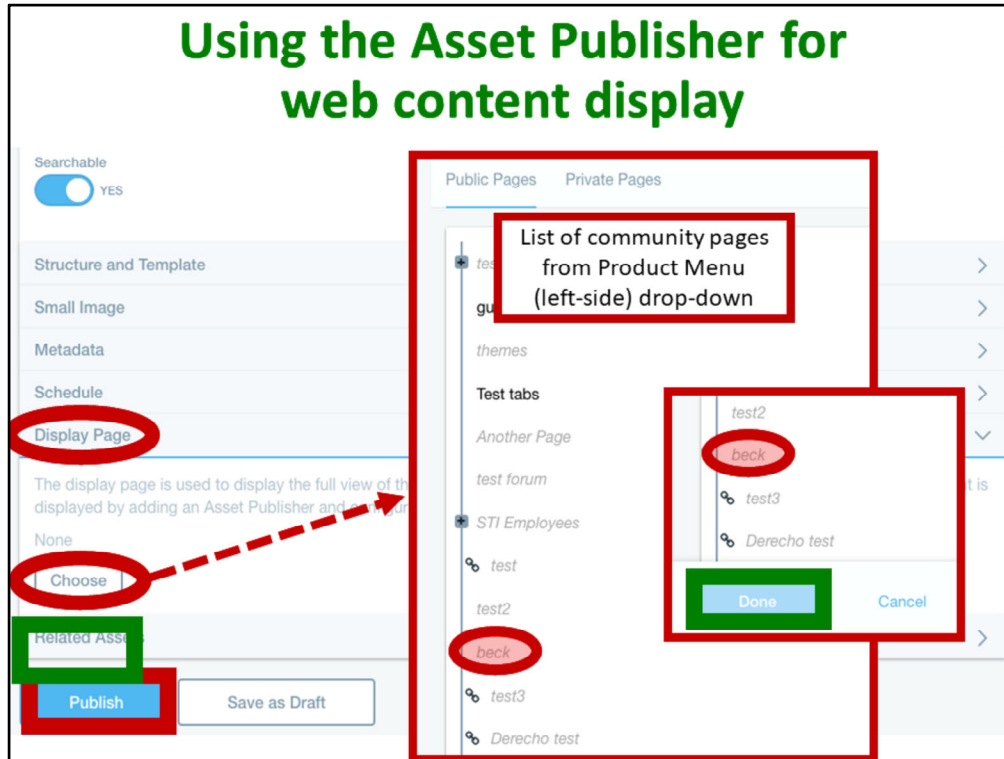 Using the Asset Publisher for
web content display
Searchable
YES
Structure and Template
Small Image
Metadata
Schedule
Display Page
The display page is used to display the full view of th
displayed by adding an Asset Publisher and configur
None
Choose
Related Assets
Publish
Save as Draft
Public Pages
Private Pages
List of community pages
from Product Menu
(left-side) drop-down
themes
Test tabs
Another Page
test forum
STI Employees
test
test2
beck
test3
Derecho test
test2
beck
test3
Derecho test
Done
Cancel
t is